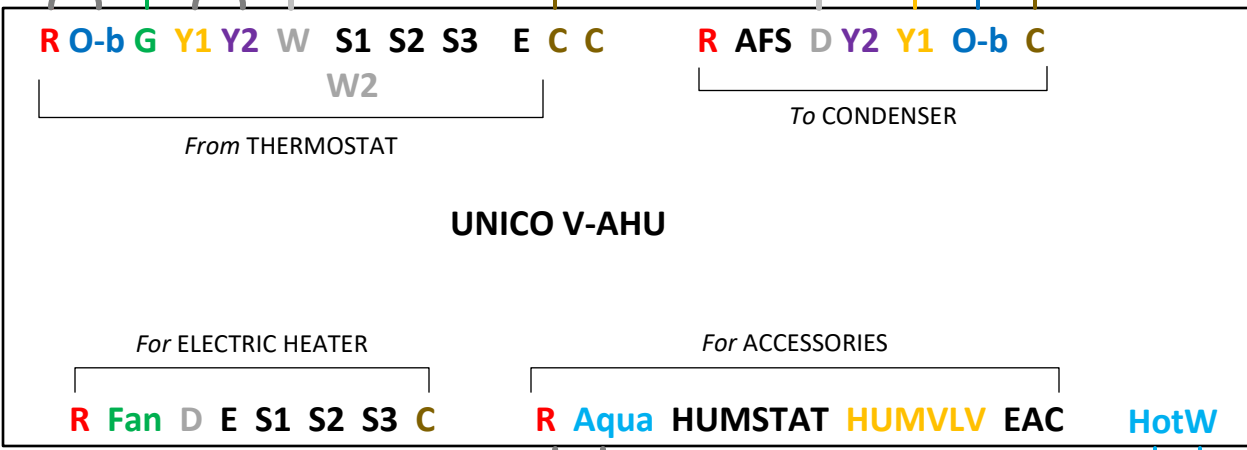 R O-b G Y1 Y2 W S1 S2 S3 E C C R AFS D Y2 Y1 O-b C
W2
From THERMOSTAT
To CONDENSER
UNICO V-AHU
For ELECTRIC HEATER
For ACCESSORIES
R Fan D E S1 S2 S3 C R Aqua HUMSTAT HUMVLV EAC HotW